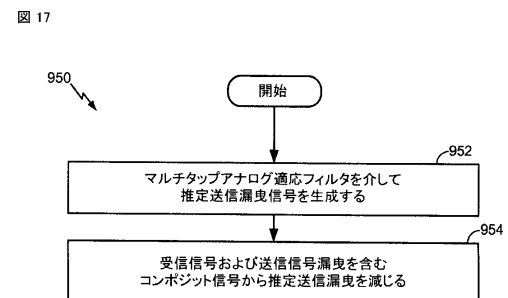 図 17
950
開始
952
マルチタップアナログ適応フィルタを介して
推定送信漏曳信号を生成する
954
受信信号および送信信号漏曳を含む
コンポジット信号から推定送信漏曳を減じる